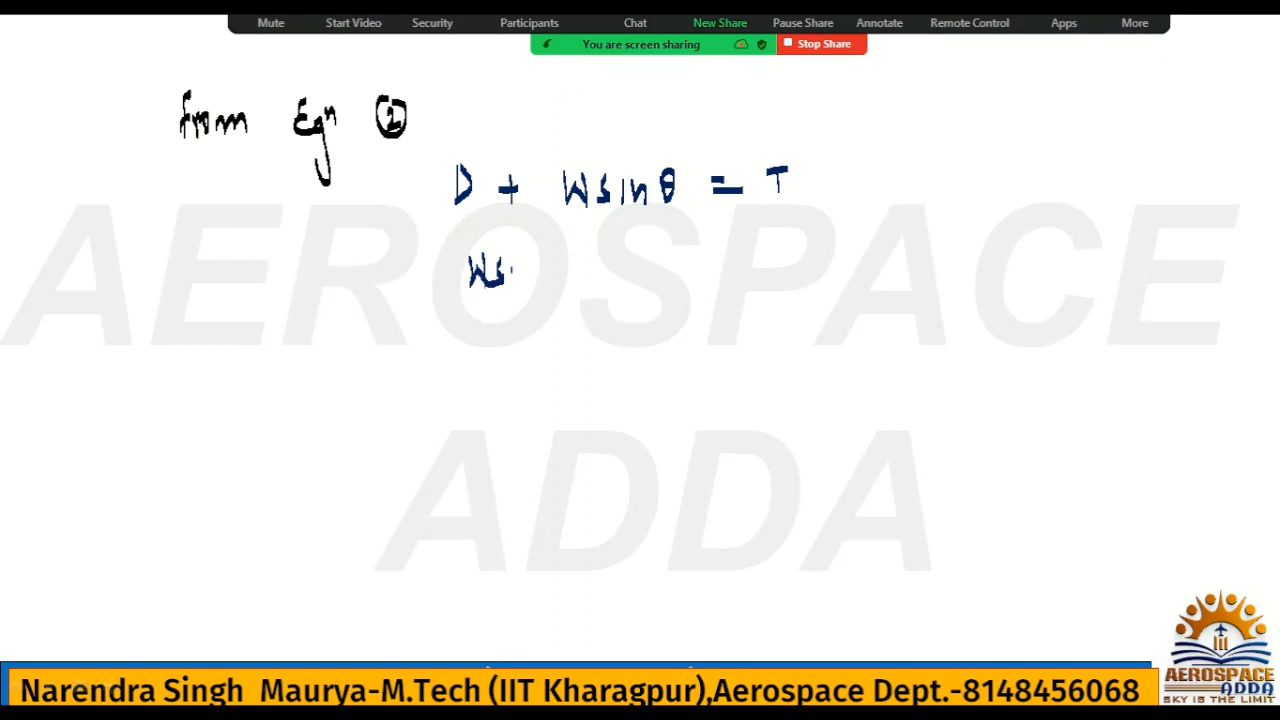 Mute Start Video Security Participants Chat New Share Pause Share Annotate Remote Control Apps More
You are screen sharing Stop Share
from Eqn ②
D + W sin θ = T
Ws
AEROSPACE
ADDA
AEROSPACE
ADDA
SKY IS THE LIMIT
Narendra Singh Maurya-M.Tech (IIT Kharagpur),Aerospace Dept.-8148456068